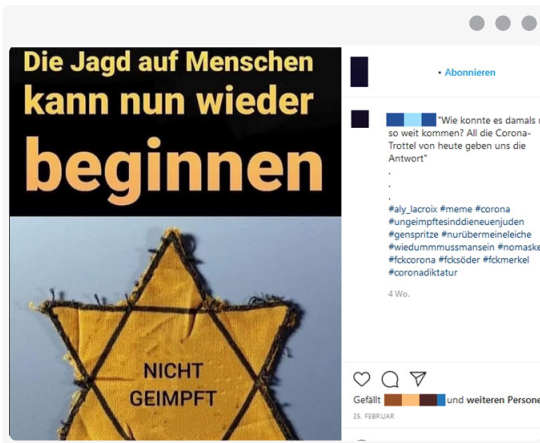 Die Jagd auf Menschen
kann nun wieder
beginnen
NICHT
GEIMPFT
• Abonnieren
"Wie konnte es damals
so weit kommen? All die Corona-
Trottel von heute geben uns die
Antwort"
.
.
.
#aly_lacroix #meme #corona
#ungeimpftesinddieneuenjuden
#genspritze #nurübermeineleiche
#wiedummmussmansein #nomaske
#fckcorona #fcksöder #fckmerkel
#coronadiktatur
4 Wo.
Gefällt und weiteren Persone
25. FEBRUAR